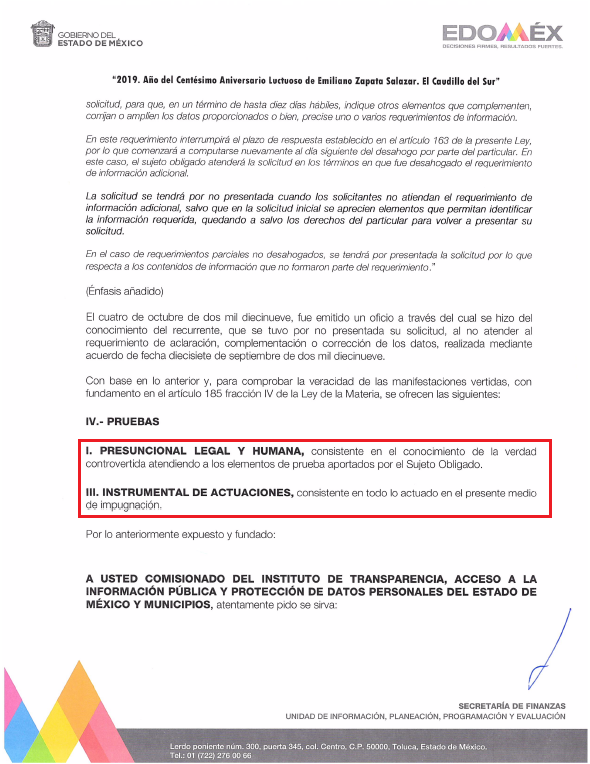 GOBIERNO DEL
ESTADO DE MÉXICO
EDOMÉX
DECISIONES FIRMES, RESULTADOS FUERTES.
"2019. Año del Centésimo Aniversario Luctuoso de Emiliano Zapata Salazar. El Caudillo del Sur"
solicitud, para que, en un término de hasta diez días hábiles, indique otros elementos que complementen,
corrijan o amplíen los datos proporcionados o bien, precise uno o varios requerimientos de información.
En este requerimiento interrumpirá el plazo de respuesta establecido en el artículo 163 de la presente Ley,
por lo que comenzará a computarse nuevamente al día siguiente del desahogo por parte del particular. En
este caso, el sujeto obligado atenderá la solicitud en los términos en que fue desahogado el requerimiento
de información adicional.
La solicitud se tendrá por no presentada cuando los solicitantes no atiendan el requerimiento de
información adicional, salvo que en la solicitud inicial se aprecien elementos que permitan identificar
la información requerida, quedando a salvo los derechos del particular para volver a presentar su
solicitud.
En el caso de requerimientos parciales no desahogados, se tendrá por presentada la solicitud por lo que
respecta a los contenidos de información que no formaron parte del requerimiento."
(Énfasis añadido)
El cuatro de octubre de dos mil diecinueve, fue emitido un oficio a través del cual se hizo del
conocimiento del recurrente, que se tuvo por no presentada su solicitud, al no atender al
requerimiento de aclaración, complementación o corrección de los datos, realizada mediante
acuerdo de fecha diecisiete de septiembre de dos mil diecinueve.
Con base en lo anterior y, para comprobar la veracidad de las manifestaciones vertidas, con
fundamento en el artículo 185 fracción IV de la Ley de la Materia, se ofrecen las siguientes:
IV.- PRUEBAS
I. PRESUNCIONAL LEGAL Y HUMANA, consistente en el conocimiento de la verdad
controvertida atendiendo a los elementos de prueba aportados por el Sujeto Obligado.
III. INSTRUMENTAL DE ACTUACIONES, consistente en todo lo actuado en el presente medio
de impugnación.
Por lo anteriormente expuesto y fundado:
A USTED COMISIONADO DEL INSTITUTO DE TRANSPARENCIA, ACCESO A LA
INFORMACIÓN PÚBLICA Y PROTECCIÓN DE DATOS PERSONALES DEL ESTADO DE
MÉXICO Y MUNICIPIOS, atentamente pido se sirva:
SECRETARÍA DE FINANZAS
UNIDAD DE INFORMACIÓN, PLANEACIÓN, PROGRAMACIÓN Y EVALUACIÓN
Lerdo poniente núm. 300, puerta 345, col. Centro, C.P. 50000, Toluca, Estado de México.
Tel.: 01 (722) 276 00 66